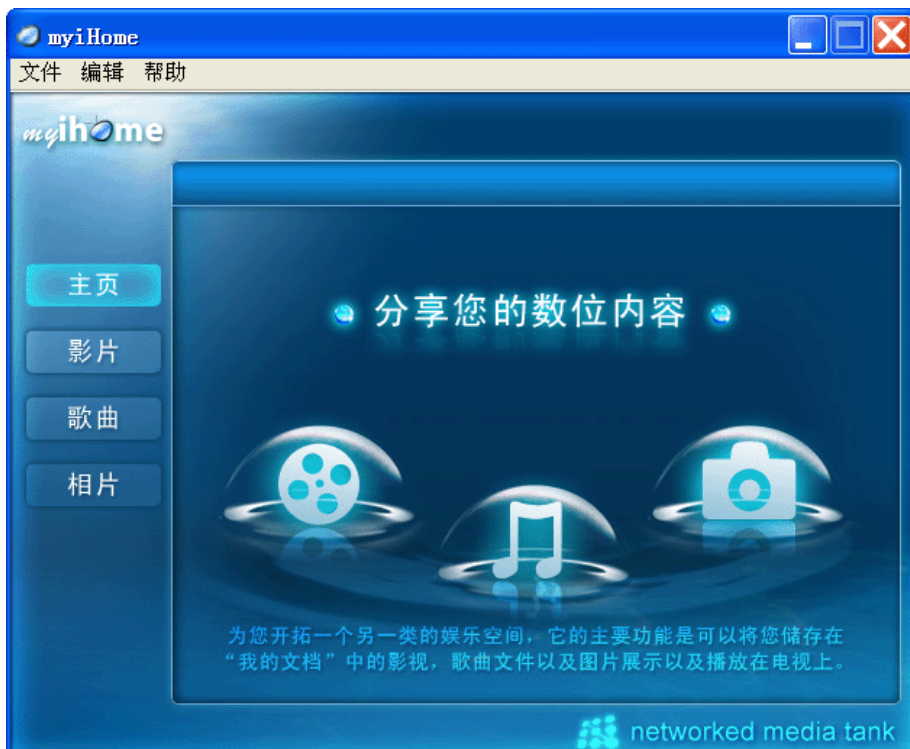 myiHome
文件 编辑 帮助
myihome
主页
分享您的数位内容
影片
歌曲
相片
为您开拓一个另一类的娱乐空间，它的主要功能是可以将您储存在
“我的文档”中的影视，歌曲文件以及图片展示以及播放在电视上。
networked media tank